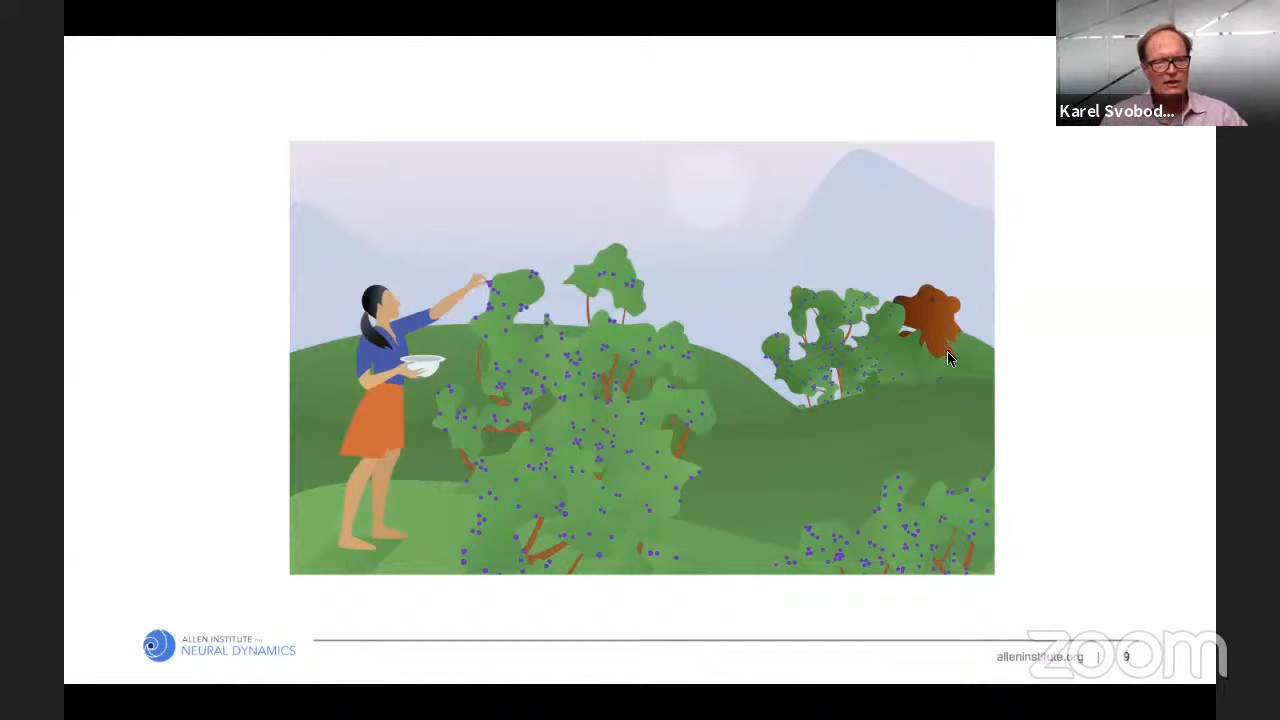 Karel Svobod...
ALLEN INSTITUTE for
NEURAL DYNAMICS
alleninstitute.org | 9
zoom